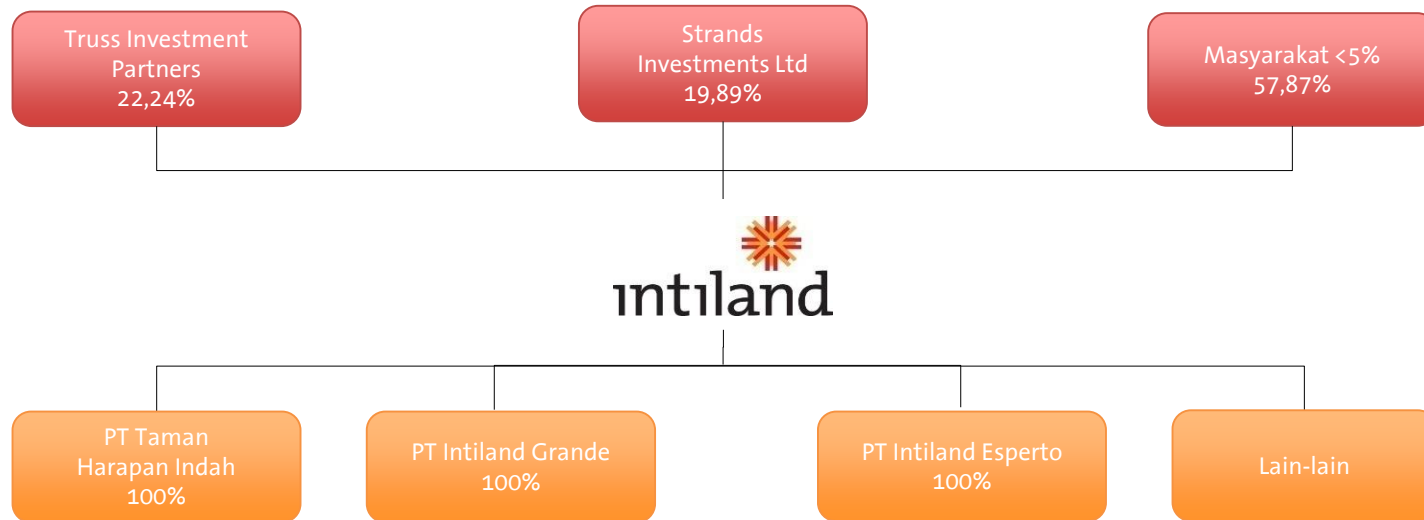 Truss Investment
Partners
22,24%
Strands
Investments Ltd
19,89%
Masyarakat <5%
57,87%
intiland
PT Taman
Harapan Indah
100%
PT Intiland Grande
100%
PT Intiland Esperto
100%
Lain-lain